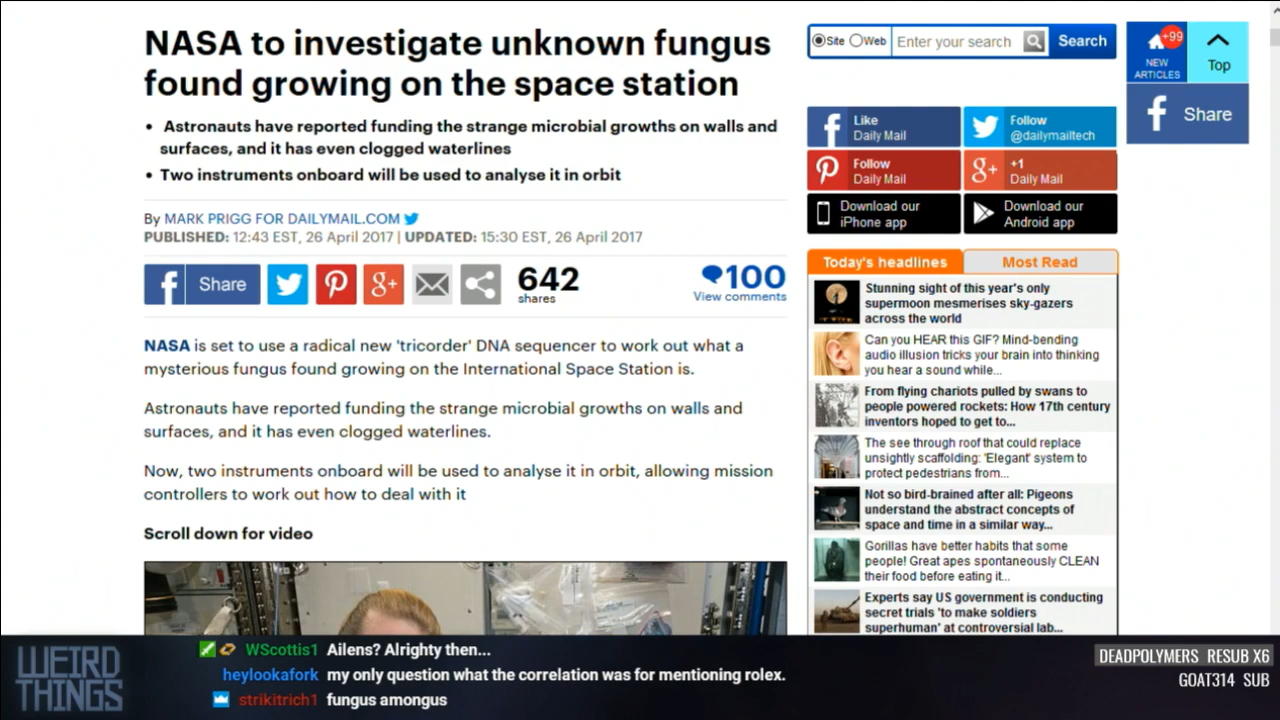 NASA to investigate unknown fungus
found growing on the space station
• Astronauts have reported funding the strange microbial growths on walls and
surfaces, and it has even clogged waterlines
• Two instruments onboard will be used to analyse it in orbit
By MARK PRIGG FOR DAILYMAIL.COM
PUBLISHED: 12:43 EST, 26 April 2017 | UPDATED: 15:30 EST, 26 April 2017
Share
642
shares
100
View comments
NASA is set to use a radical new 'tricorder' DNA sequencer to work out what a
mysterious fungus found growing on the International Space Station is.
Astronauts have reported funding the strange microbial growths on walls and
surfaces, and it has even clogged waterlines.
Now, two instruments onboard will be used to analyse it in orbit, allowing mission
controllers to work out how to deal with it
Scroll down for video
Site Web Enter your search Search
+99
NEW
ARTICLES
Top
Share
Like
Daily Mail
Follow
@dailymailtech
Follow
Daily Mail
g+ +1
Daily Mail
Download our
iPhone app
Download our
Android app
Today's headlines Most Read
Stunning sight of this year's only
supermoon mesmerises sky-gazers
across the world
Can you HEAR this GIF? Mind-bending
audio illusion tricks your brain into thinking
you hear a sound while...
From flying chariots pulled by swans to
people powered rockets: How 17th century
inventors hoped to get to...
The see through roof that could replace
unsightly scaffolding: 'Elegant' system to
protect pedestrians from...
Not so bird-brained after all: Pigeons
understand the abstract concepts of
space and time in a similar way...
Gorillas have better habits that some
people! Great apes spontaneously CLEAN
their food before eating it...
Experts say US government is conducting
secret trials 'to make soldiers
superhuman' at controversial lab...
WEIRD
THINGS
WScottis1 Ailens? Alrighty then...
heylookafork my only question what the correlation was for mentioning rolex.
strikitrich1 fungus amongus
DEADPOLYMERS RESUB X6
GOAT314 SUB